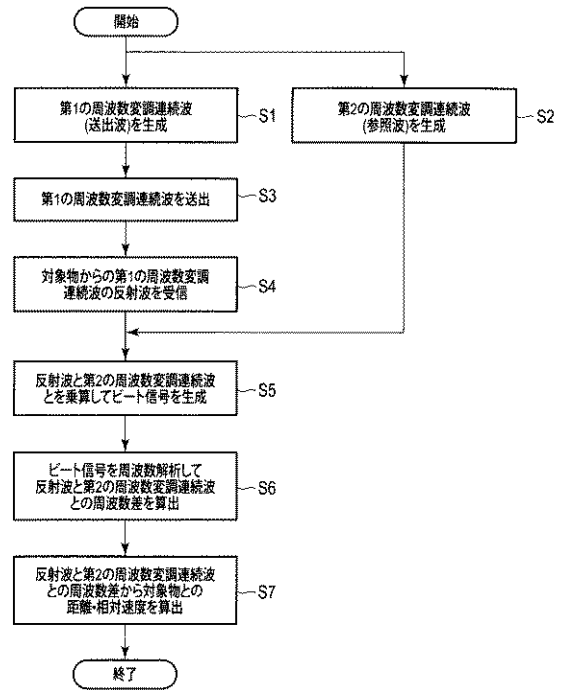 開始
第1の周波数変調連続波
(送出波)を生成
S1
第2の周波数変調連続波
(参照波)を生成
S2
第1の周波数変調連続波を送出
S3
対象物からの第1の周波数変調
連続波の反射波を受信
S4
反射波と第2の周波数変調連続波
とを乗算してビート信号を生成
S5
ビート信号を周波数解析して
反射波と第2の周波数変調連続波
との周波数差を算出
S6
反射波と第2の周波数変調連続波
との周波数差から対象物との
距離・相対速度を算出
S7
終了